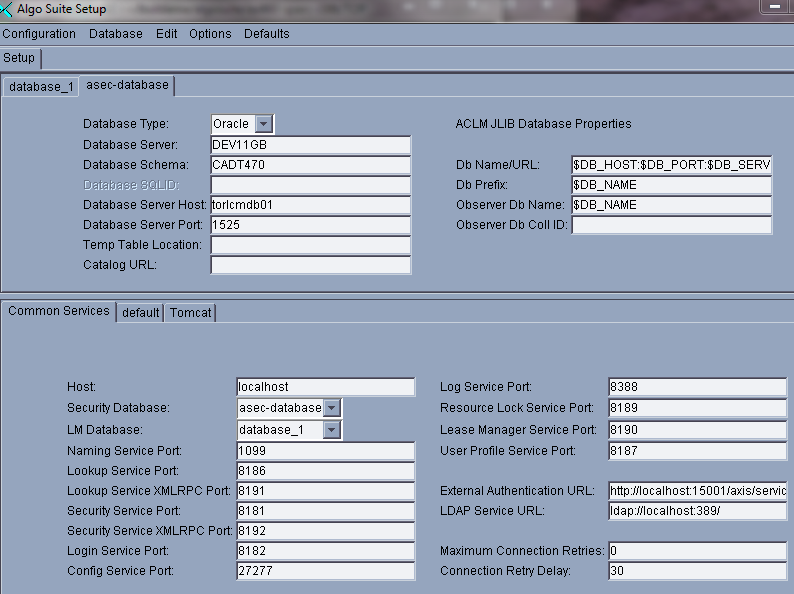 Algo Suite Setup
Configuration Database Edit Options Defaults
Setup
database_1 asec-database
Database Type: Oracle ACLM JLIB Database Properties
Database Server: DEV11GB
Database Schema: CADT470 Db Name/URL: $DB_HOST:$DB_PORT:$DB_SERV
Database SQLID: Db Prefix: $DB_NAME
Database Server Host: torlcmdb01 Observer Db Name: $DB_NAME
Database Server Port: 1525 Observer Db Coll ID:
Temp Table Location:
Catalog URL:
Common Services default Tomcat
Host: localhost Log Service Port: 8388
Security Database: asec-database Resource Lock Service Port: 8189
LM Database: database_1 Lease Manager Service Port: 8190
Naming Service Port: 1099 User Profile Service Port: 8187
Lookup Service Port: 8186
Lookup Service XMLRPC Port: 8191 External Authentication URL: http://localhost:15001/axis/servic
Security Service Port: 8181 LDAP Service URL: ldap://localhost:389/
Security Service XMLRPC Port: 8192
Login Service Port: 8182 Maximum Connection Retries: 0
Config Service Port: 27277 Connection Retry Delay: 30